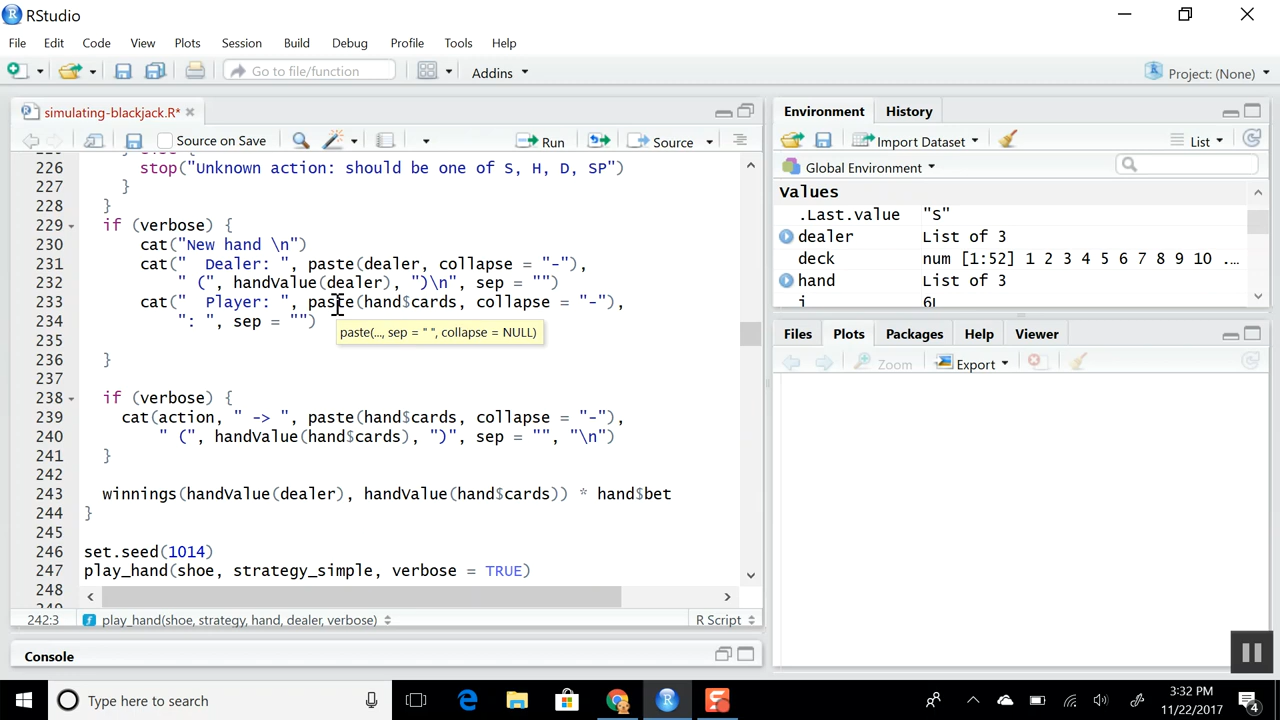 RStudio
File Edit Code View Plots Session Build Debug Profile Tools Help
Go to file/function Addins Project: (None)
simulating-blackjack.R*
Source on Save Run Source
226 stop("Unknown action: should be one of S, H, D, SP")
227 }
228 }
229 if (verbose) {
230 cat("New hand \n")
231 cat("  Dealer: ", paste(dealer, collapse = "-"),
232 " (", handValue(dealer), ")\n", sep = "")
233 cat("  Player: ", paste(hand$cards, collapse = "-"),
234 ": ", sep = "")
paste(..., sep = " ", collapse = NULL)
235
236 }
237
238 if (verbose) {
239 cat(action, " -> ", paste(hand$cards, collapse = "-"),
240 " (", handValue(hand$cards), ")", sep = "", "\n")
241 }
242
243 winnings(handValue(dealer), handValue(hand$cards)) * hand$bet
244 }
245
246 set.seed(1014)
247 play_hand(shoe, strategy_simple, verbose = TRUE)
248
242:3 play_hand(shoe, strategy, hand, dealer, verbose) R Script
Console
Environment History
Import Dataset List
Global Environment
Values
.Last.value "S"
dealer List of 3
deck num [1:52] 1 2 3 4 5 6 7 8 9 10 ...
hand List of 3
i 6L
Files Plots Packages Help Viewer
Zoom Export
Type here to search
3:32 PM
11/22/2017
4